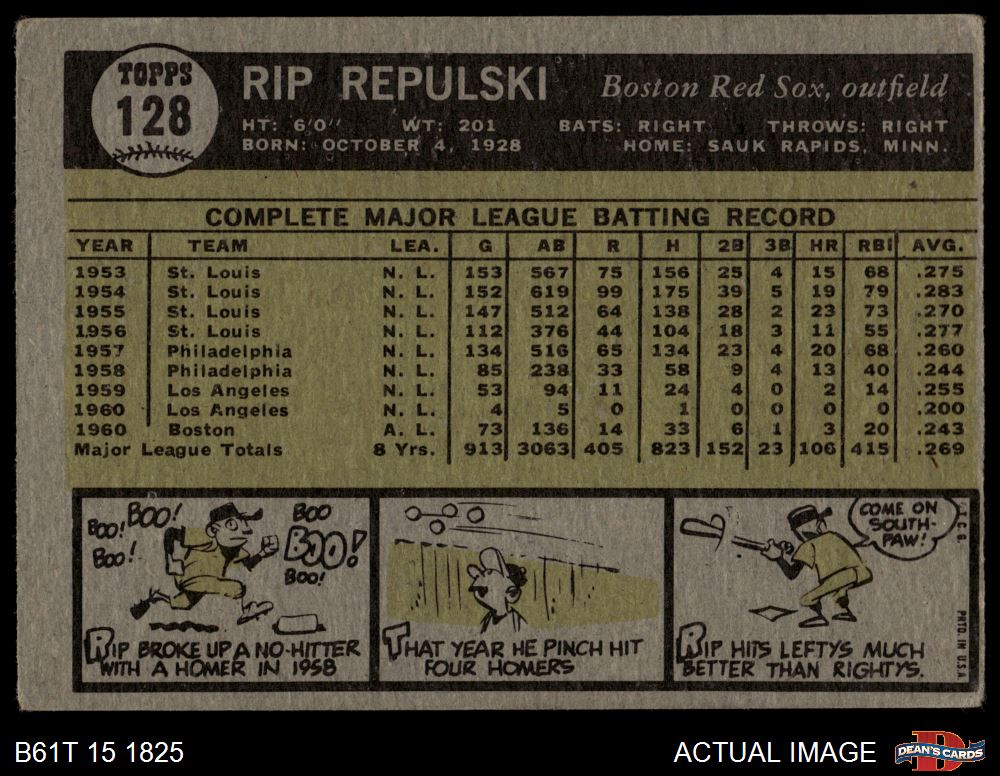 TOPPS
128
RIP REPULSKI
Boston Red Sox, outfield
HT: 6'0" WT: 201 BATS: RIGHT THROWS: RIGHT
BORN: OCTOBER 4, 1928 HOME: SAUK RAPIDS, MINN.
COMPLETE MAJOR LEAGUE BATTING RECORD
YEAR TEAM LEA. G AB R H 2B 3B HR RBI AVG.
1953 St. Louis N. L. 153 567 75 156 25 4 15 68 .275
1954 St. Louis N. L. 152 619 99 175 39 5 19 79 .283
1955 St. Louis N. L. 147 512 64 138 28 2 23 73 .270
1956 St. Louis N. L. 112 376 44 104 18 3 11 55 .277
1957 Philadelphia N. L. 134 516 65 134 23 4 20 68 .260
1958 Philadelphia N. L. 85 238 33 58 9 4 13 40 .244
1959 Los Angeles N. L. 53 94 11 24 4 0 2 14 .255
1960 Los Angeles N. L. 4 5 0 1 0 0 0 0 .200
1960 Boston A. L. 73 136 14 33 6 1 3 20 .243
Major League Totals 8 Yrs. 913 3063 405 823 152 23 106 415 .269
BOO! BOO! BOO
BOO! BOO!
BOO!
RIP BROKE UP A NO-HITTER
WITH A HOMER IN 1958
THAT YEAR HE PINCH HIT
FOUR HOMERS
COME ON
SOUTH-
PAW!
RIP HITS LEFTYS MUCH
BETTER THAN RIGHTYS.
T.C.G.
PRTD. IN U.S.A.
B61T 15 1825
ACTUAL IMAGE
DEAN'S CARDS